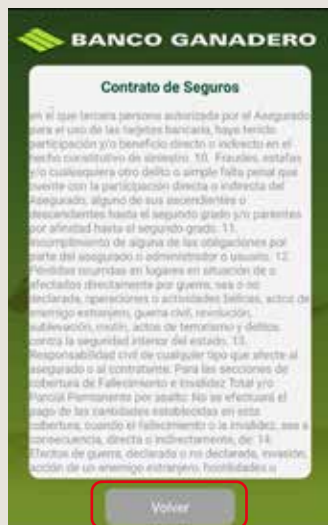 BANCO GANADERO
Contrato de Seguros
en el que tercera persona autorizada por el Asegurado
para el uso de las tarjetas bancaria, haya tenido
participación y/o beneficio directo o indirecto en el
hecho constitutivo de siniestro. 10. Fraudes, estafas
y/o cualesquiera otro delito o simple falta penal que
cuente con la participación directa o indirecta del
Asegurado, alguno de sus ascendientes o
descendientes hasta el segundo grado y/o parientes
por afinidad hasta el segundo grado. 11.
Incumplimiento de alguna de las obligaciones por
parte del asegurado o administrador o usuario. 12.
Pérdidas ocurridas en lugares en situación de o
afectados directamente por guerra, sea o no
declarada, operaciones o actividades bélicas, actos de
enemigo extranjero, guerra civil, revolución,
sublevación, motín, actos de terrorismo y delitos
contra la seguridad interior del estado. 13.
Responsabilidad civil de cualquier tipo que afecte al
asegurado o al contratante. Para las secciones de
cobertura de Fallecimiento e Invalidez Total y/o
Parcial Permanente por asalto: No se efectuará el
pago de las cantidades establecidas en esta
cobertura, cuando el fallecimiento o la invalidez, sea a
consecuencia, directa o indirectamente, de: 14.
Efectos de guerra, declarada o no declarada, invasión,
acción de un enemigo extranjero, hostilidades u
Volver